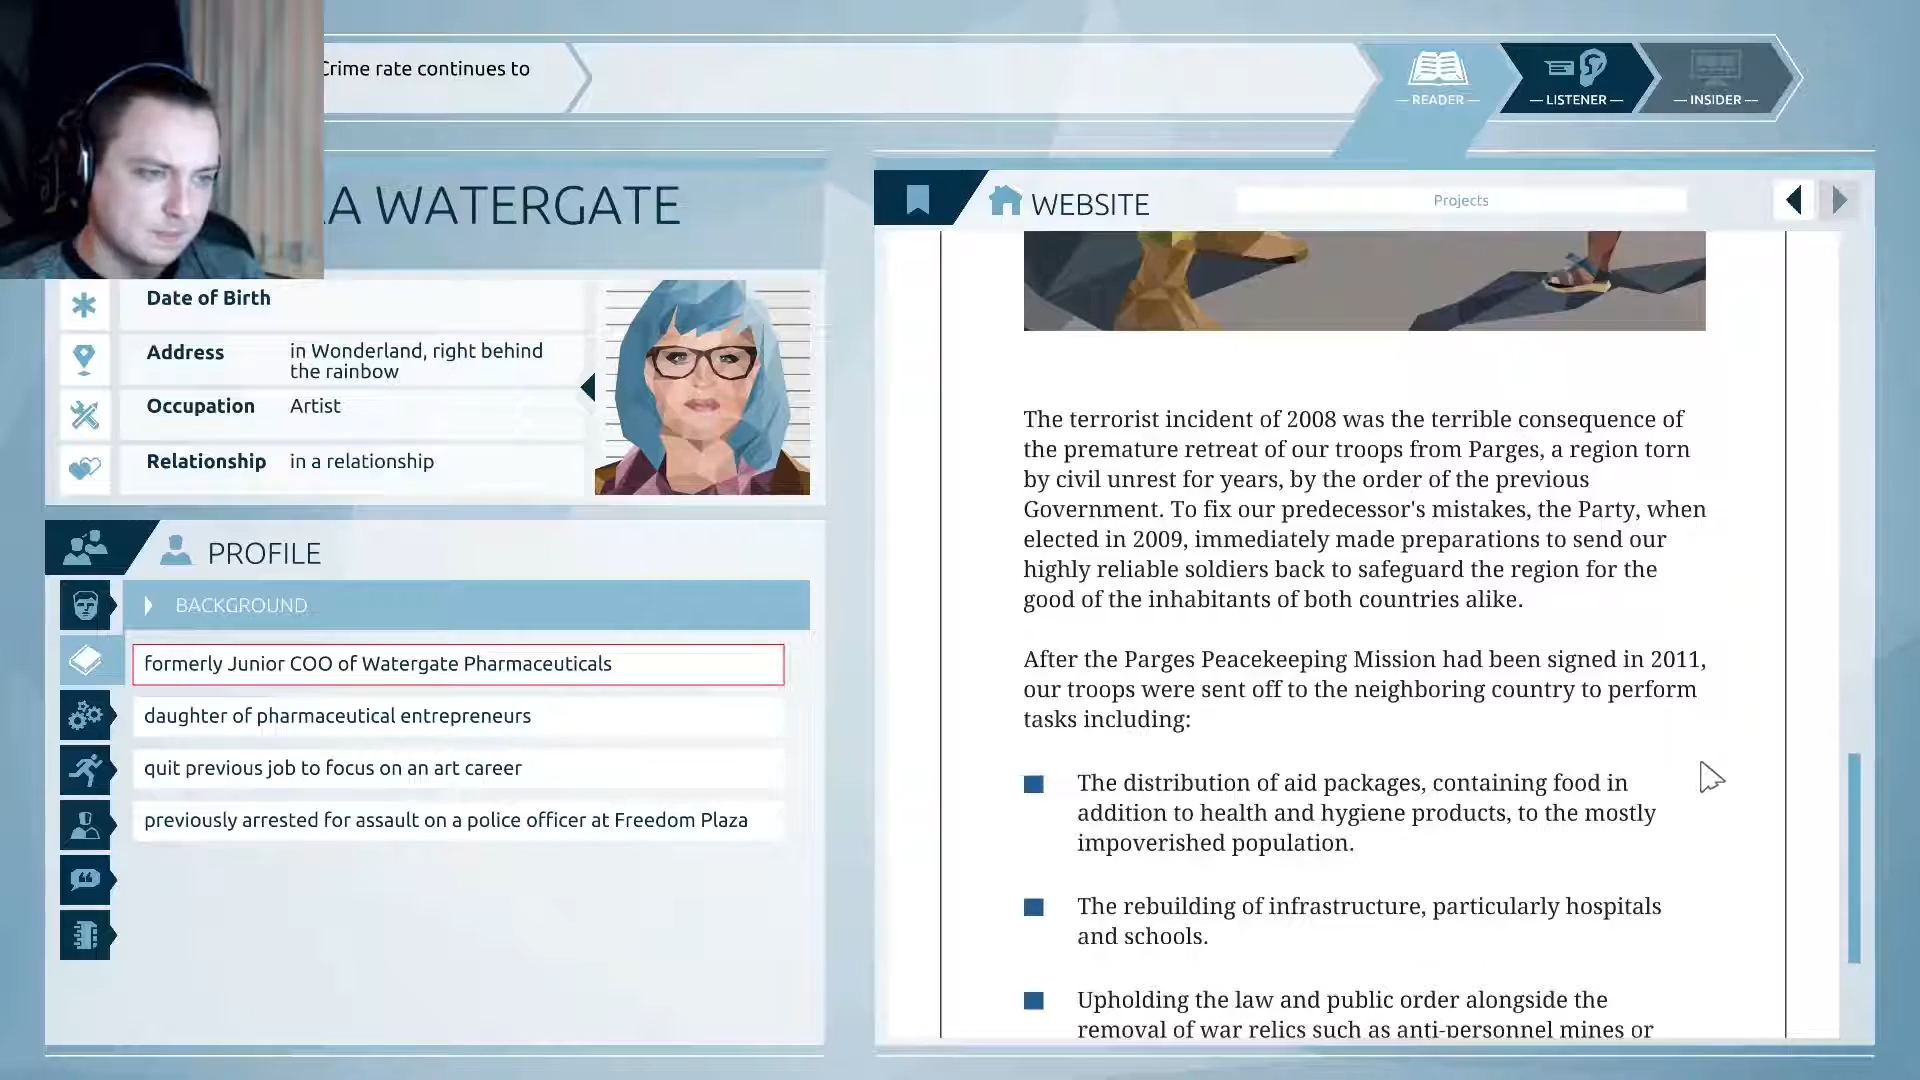 Crime rate continues to
READER
LISTENER
INSIDER
A WATERGATE
Date of Birth
Address in Wonderland, right behind
the rainbow
Occupation Artist
Relationship in a relationship
PROFILE
BACKGROUND
formerly Junior COO of Watergate Pharmaceuticals
daughter of pharmaceutical entrepreneurs
quit previous job to focus on an art career
previously arrested for assault on a police officer at Freedom Plaza
WEBSITE
Projects
The terrorist incident of 2008 was the terrible consequence of
the premature retreat of our troops from Parges, a region torn
by civil unrest for years, by the order of the previous
Government. To fix our predecessor's mistakes, the Party, when
elected in 2009, immediately made preparations to send our
highly reliable soldiers back to safeguard the region for the
good of the inhabitants of both countries alike.
After the Parges Peacekeeping Mission had been signed in 2011,
our troops were sent off to the neighboring country to perform
tasks including:
The distribution of aid packages, containing food in
addition to health and hygiene products, to the mostly
impoverished population.
The rebuilding of infrastructure, particularly hospitals
and schools.
Upholding the law and public order alongside the
removal of war relics such as anti-personnel mines or